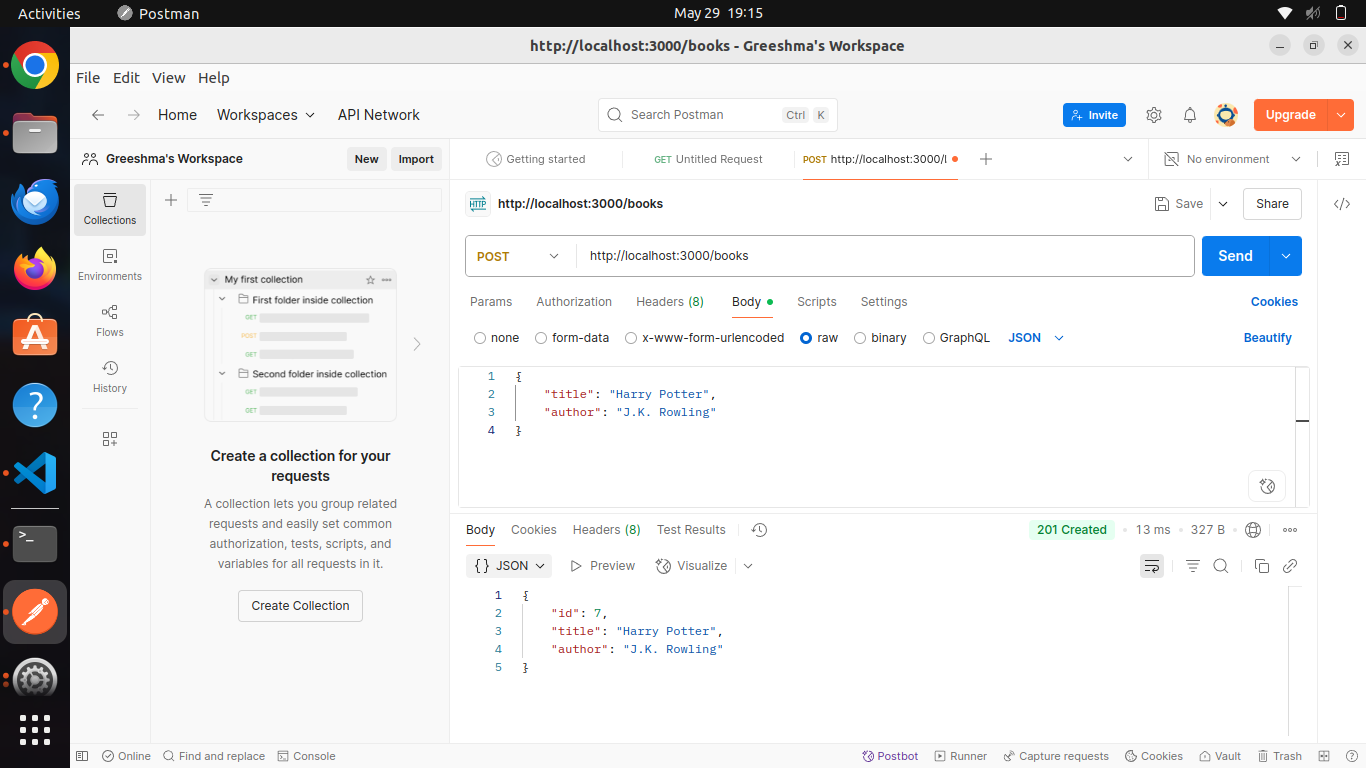 Activities Postman May 29 19:15
http://localhost:3000/books - Greeshma's Workspace
File Edit View Help
Home Workspaces API Network Search Postman Ctrl K Invite Upgrade
Greeshma's Workspace New Import Getting started GET Untitled Request POST http://localhost:3000/l No environment
Collections
Environments
Flows
History
My first collection
First folder inside collection
GET
POST
GET
Second folder inside collection
GET
GET
Create a collection for your
requests
A collection lets you group related
requests and easily set common
authorization, tests, scripts, and
variables for all requests in it.
Create Collection
HTTP http://localhost:3000/books Save Share
POST http://localhost:3000/books Send
Params Authorization Headers (8) Body Scripts Settings Cookies
none form-data x-www-form-urlencoded raw binary GraphQL JSON Beautify
1 {
2 "title": "Harry Potter",
3 "author": "J.K. Rowling"
4 }
Body Cookies Headers (8) Test Results 201 Created 13 ms 327 B
{} JSON Preview Visualize
1 {
2 "id": 7,
3 "title": "Harry Potter",
4 "author": "J.K. Rowling"
5 }
Online Find and replace Console Postbot Runner Capture requests Cookies Vault Trash